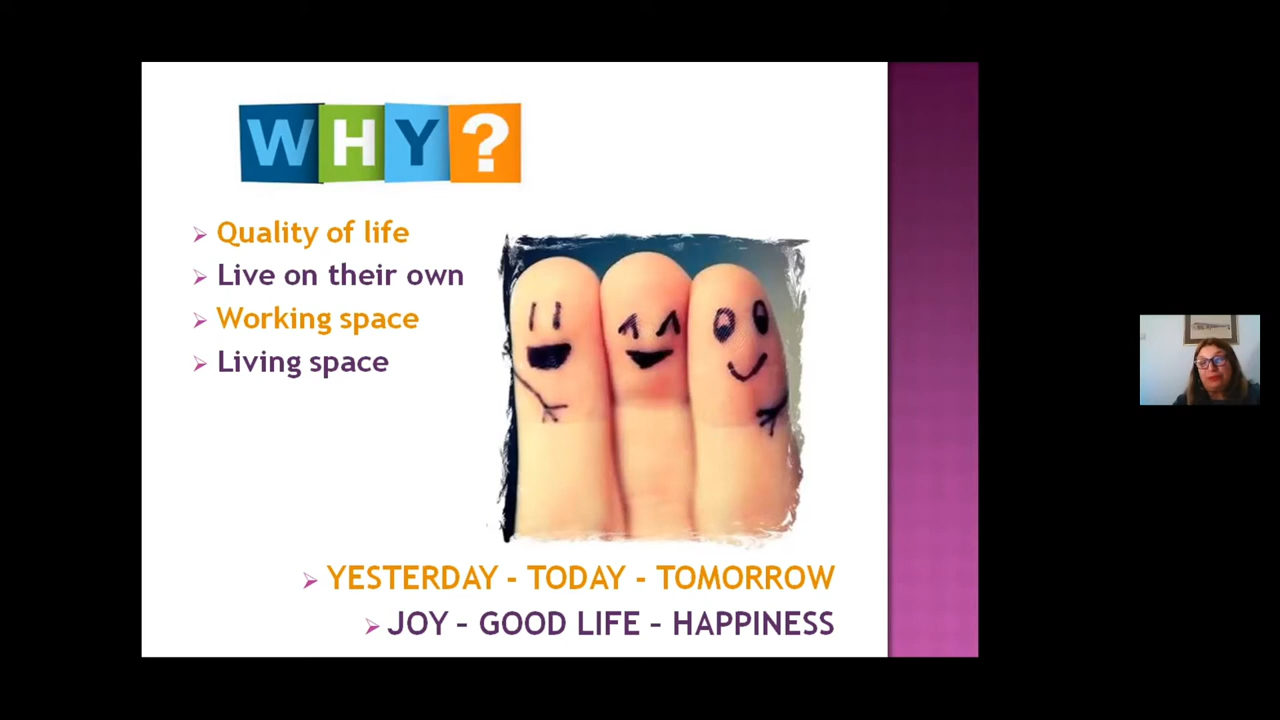 WHY?
Quality of life
Live on their own
Working space
Living space
YESTERDAY - TODAY - TOMORROW
JOY – GOOD LIFE – HAPPINESS